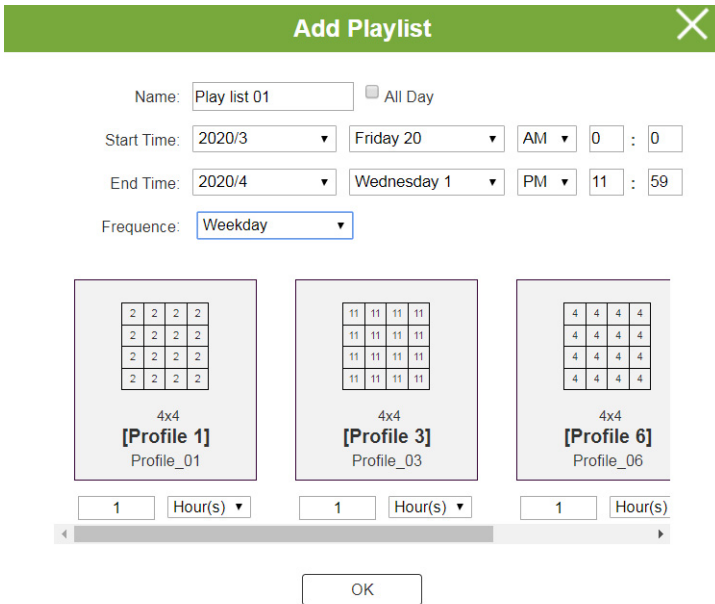 Add Playlist
Name: Play list 01 All Day
Start Time: 2020/3 Friday 20 AM 0 : 0
End Time: 2020/4 Wednesday 1 PM 11 : 59
Frequence: Weekday
2 2 2 2 11 11 11 11 4 4 4 4
2 2 2 2 11 11 11 11 4 4 4 4
2 2 2 2 11 11 11 11 4 4 4 4
2 2 2 2 11 11 11 11 4 4 4 4
4x4 4x4 4x4
[Profile 1] [Profile 3] [Profile 6]
Profile_01 Profile_03 Profile_06
1 Hour(s) 1 Hour(s) 1 Hour(s)
OK